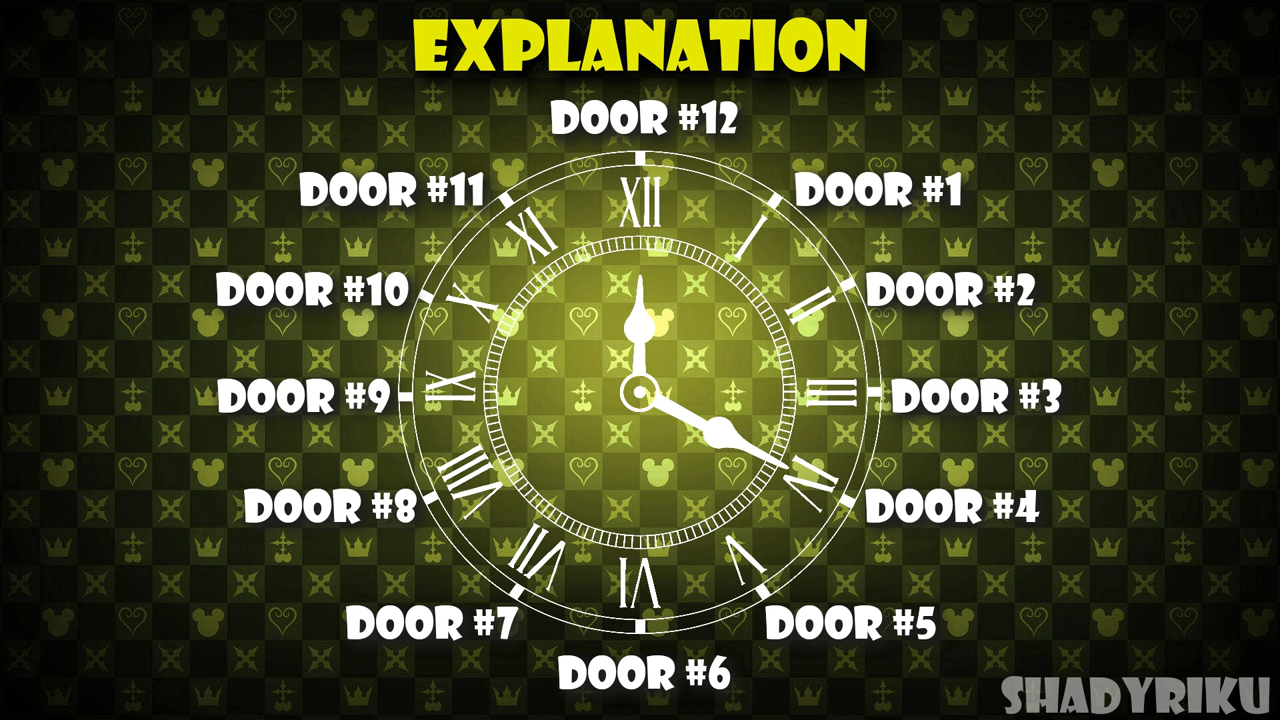 EXPLANATION
DOOR #12
DOOR #11
DOOR #1
XII
XI
I
DOOR #10
DOOR #2
X
II
DOOR #9
IX
III
DOOR #3
DOOR #8
VIII
IV
DOOR #4
VII
V
VI
DOOR #7
DOOR #5
DOOR #6
SHADYRIKU